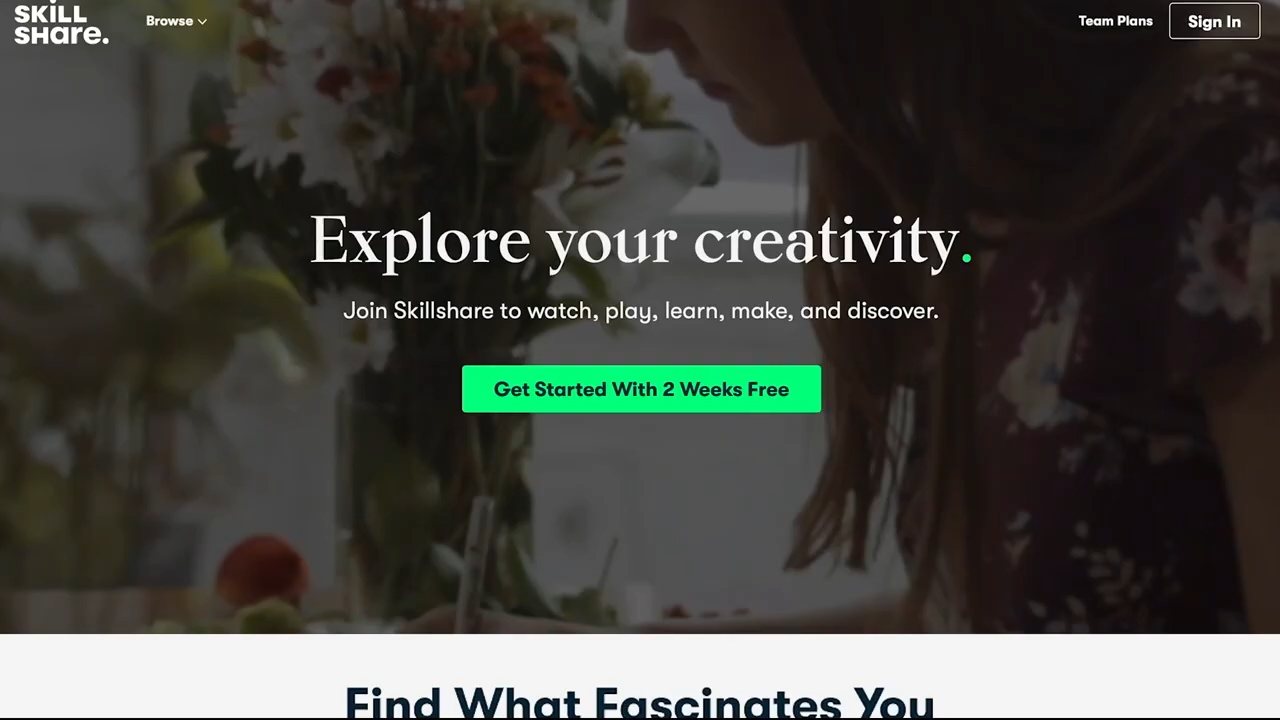 SKiLL
SHare.
Browse
Team Plans
Sign In
Explore your creativity.
Join Skillshare to watch, play, learn, make, and discover.
Get Started With 2 Weeks Free
Find What Fascinates You